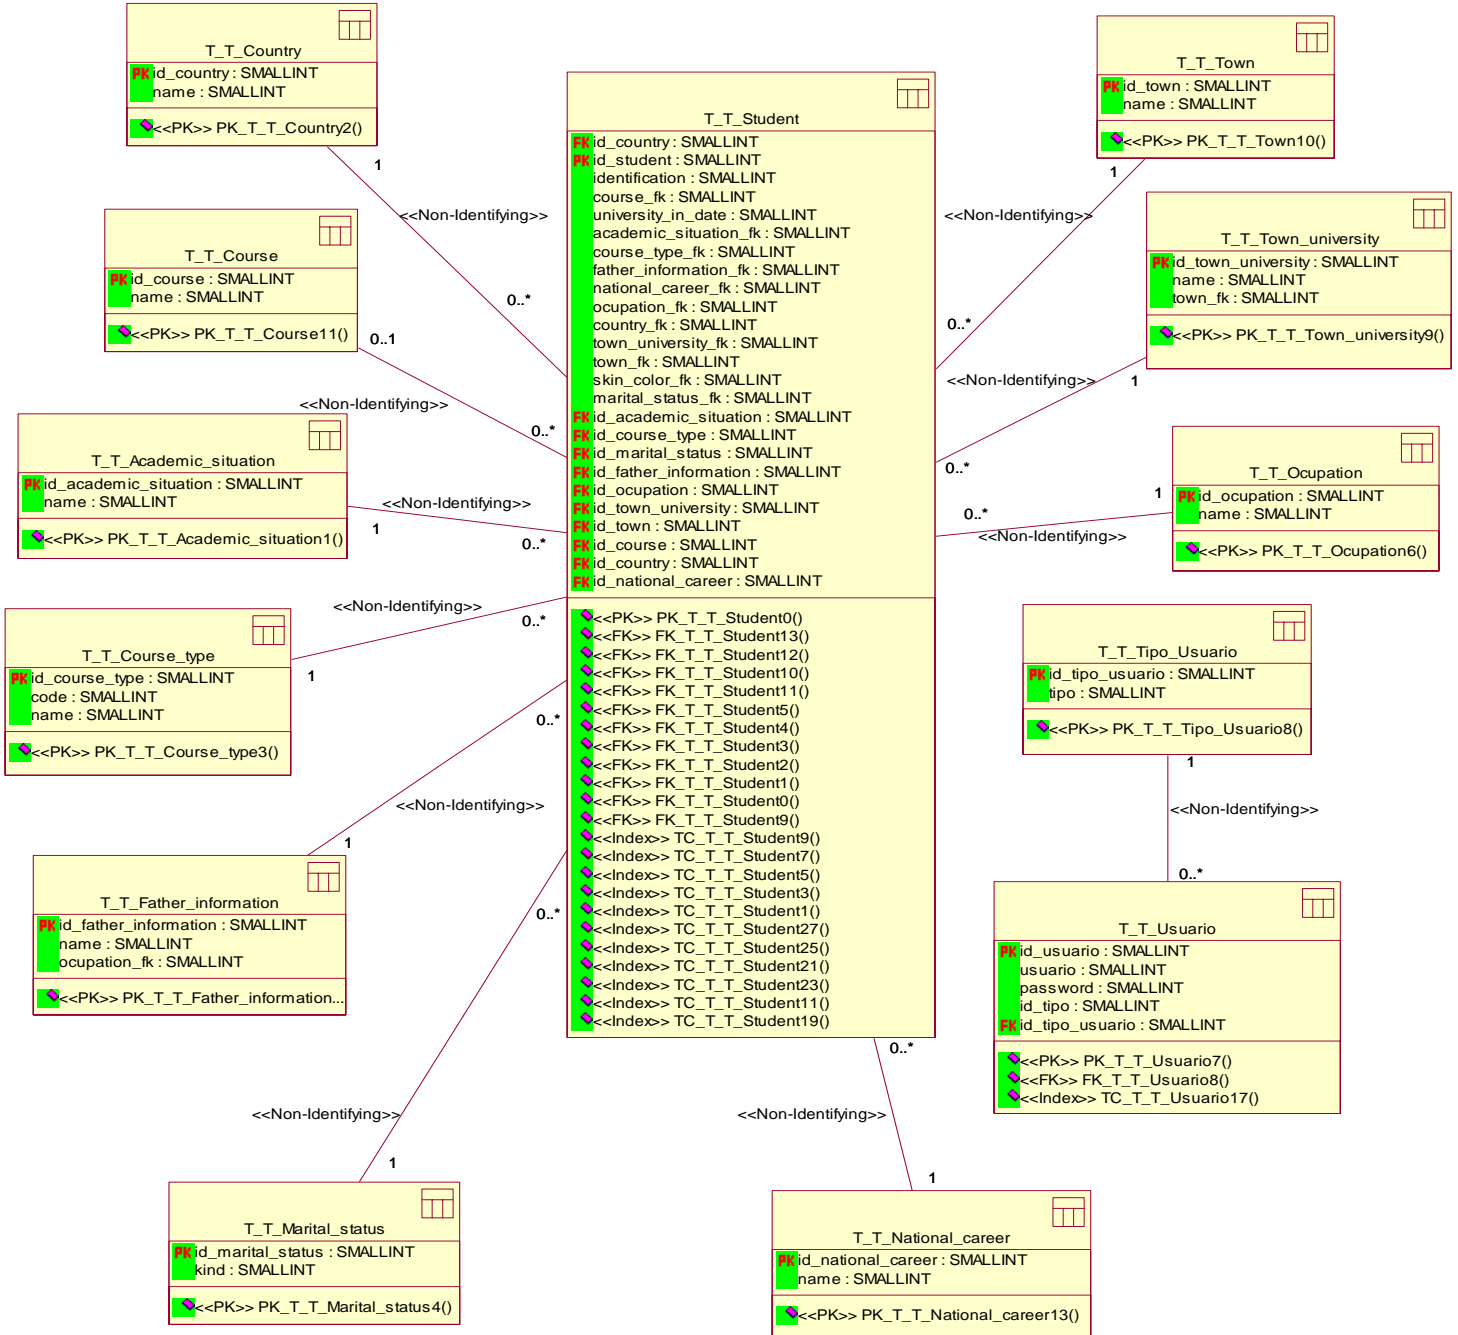 T_T_Country
PK id_country : SMALLINT
name : SMALLINT
<<PK>> PK_T_T_Country2()
1
<<Non-Identifying>>
0..*
T_T_Course
PK id_course : SMALLINT
name : SMALLINT
<<PK>> PK_T_T_Course11()
0..1
<<Non-Identifying>>
0..*
T_T_Academic_situation
PK id_academic_situation : SMALLINT
name : SMALLINT
<<PK>> PK_T_T_Academic_situation1()
<<Non-Identifying>>
1
0..*
T_T_Course_type
PK id_course_type : SMALLINT
code : SMALLINT
name : SMALLINT
<<PK>> PK_T_T_Course_type3()
<<Non-Identifying>>
0..*
1
T_T_Father_information
PK id_father_information : SMALLINT
name : SMALLINT
ocupation_fk : SMALLINT
<<PK>> PK_T_T_Father_information...
0..*
<<Non-Identifying>>
1
T_T_Marital_status
PK id_marital_status : SMALLINT
kind : SMALLINT
<<PK>> PK_T_T_Marital_status4()
0..*
<<Non-Identifying>>
1
T_T_Student
FK id_country : SMALLINT
PK id_student : SMALLINT
identification : SMALLINT
course_fk : SMALLINT
university_in_date : SMALLINT
academic_situation_fk : SMALLINT
course_type_fk : SMALLINT
father_information_fk : SMALLINT
national_career_fk : SMALLINT
ocupation_fk : SMALLINT
country_fk : SMALLINT
town_university_fk : SMALLINT
town_fk : SMALLINT
skin_color_fk : SMALLINT
marital_status_fk : SMALLINT
FK id_academic_situation : SMALLINT
FK id_course_type : SMALLINT
FK id_marital_status : SMALLINT
FK id_father_information : SMALLINT
FK id_ocupation : SMALLINT
FK id_town_university : SMALLINT
FK id_town : SMALLINT
FK id_course : SMALLINT
FK id_country : SMALLINT
FK id_national_career : SMALLINT
<<PK>> PK_T_T_Student0()
<<FK>> FK_T_T_Student13()
<<FK>> FK_T_T_Student12()
<<FK>> FK_T_T_Student10()
<<FK>> FK_T_T_Student11()
<<FK>> FK_T_T_Student5()
<<FK>> FK_T_T_Student4()
<<FK>> FK_T_T_Student3()
<<FK>> FK_T_T_Student2()
<<FK>> FK_T_T_Student1()
<<FK>> FK_T_T_Student0()
<<FK>> FK_T_T_Student9()
<<Index>> TC_T_T_Student9()
<<Index>> TC_T_T_Student7()
<<Index>> TC_T_T_Student5()
<<Index>> TC_T_T_Student3()
<<Index>> TC_T_T_Student1()
<<Index>> TC_T_T_Student27()
<<Index>> TC_T_T_Student25()
<<Index>> TC_T_T_Student21()
<<Index>> TC_T_T_Student23()
<<Index>> TC_T_T_Student11()
<<Index>> TC_T_T_Student19()
0..*
<<Non-Identifying>>
1
T_T_National_career
PK id_national_career : SMALLINT
name : SMALLINT
<<PK>> PK_T_T_National_career13()
T_T_Town
PK id_town : SMALLINT
name : SMALLINT
<<PK>> PK_T_T_Town10()
1
<<Non-Identifying>>
0..*
T_T_Town_university
PK id_town_university : SMALLINT
name : SMALLINT
town_fk : SMALLINT
<<PK>> PK_T_T_Town_university9()
<<Non-Identifying>>
1
0..*
T_T_Ocupation
PK id_ocupation : SMALLINT
name : SMALLINT
<<PK>> PK_T_T_Ocupation6()
1
0..*
<<Non-Identifying>>
T_T_Tipo_Usuario
PK id_tipo_usuario : SMALLINT
tipo : SMALLINT
<<PK>> PK_T_T_Tipo_Usuario8()
1
<<Non-Identifying>>
0..*
T_T_Usuario
PK id_usuario : SMALLINT
usuario : SMALLINT
password : SMALLINT
id_tipo : SMALLINT
FK id_tipo_usuario : SMALLINT
<<PK>> PK_T_T_Usuario7()
<<FK>> FK_T_T_Usuario8()
<<Index>> TC_T_T_Usuario17()